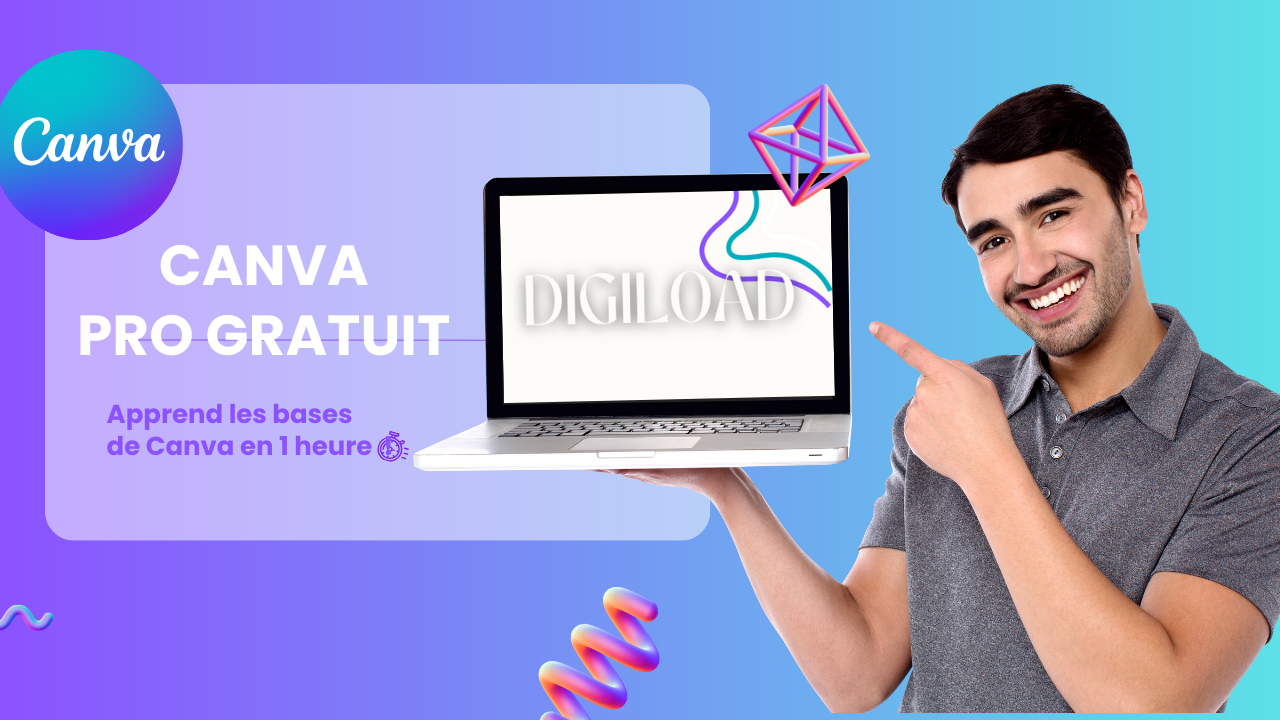 Canva
CANVA
PRO GRATUIT
Apprend les bases
de Canva en 1 heure
DIGILOAD